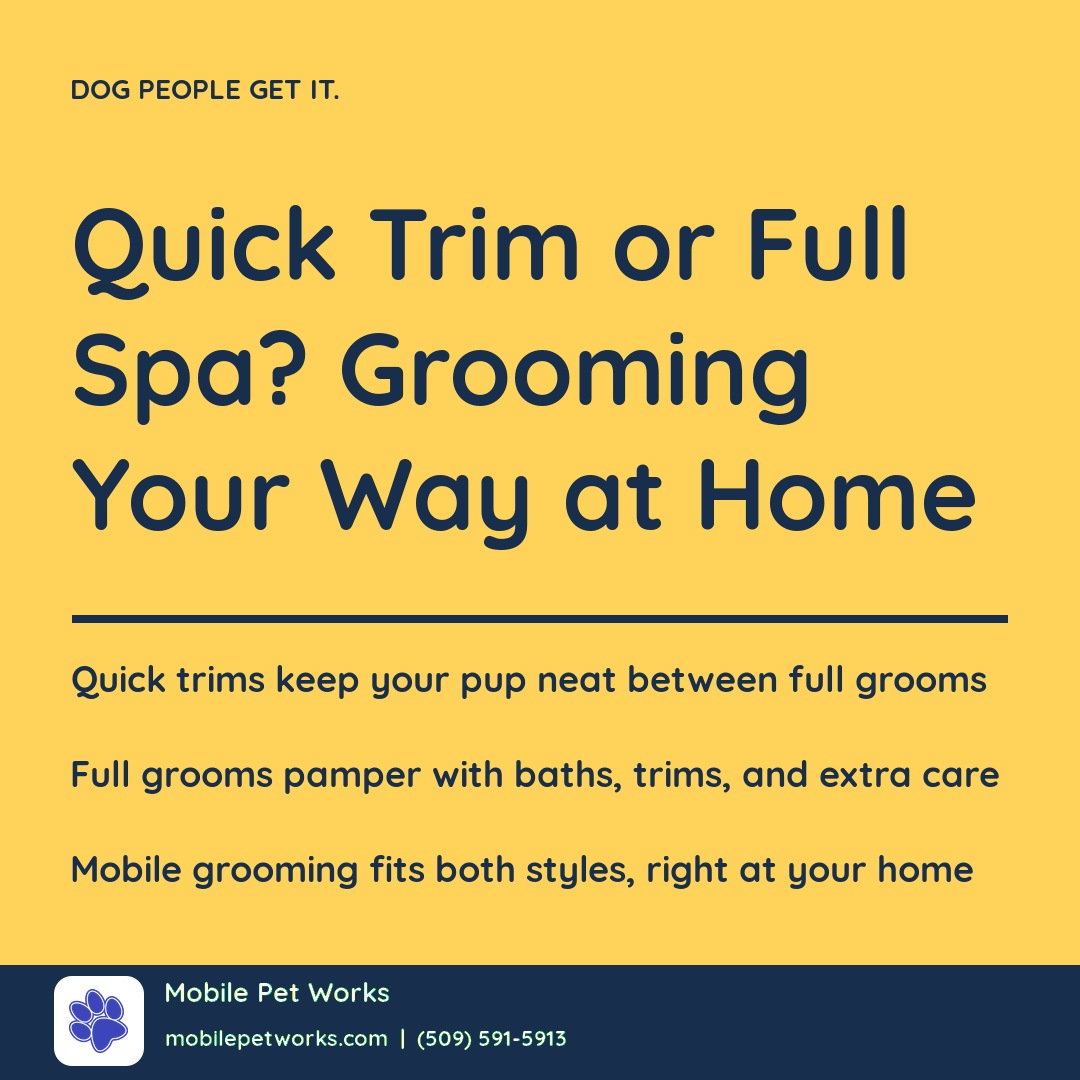 DOG PEOPLE GET IT.
Quick Trim or Full
Spa? Grooming
Your Way at Home
Quick trims keep your pup neat between full grooms
Full grooms pamper with baths, trims, and extra care
Mobile grooming fits both styles, right at your home
Mobile Pet Works
mobilepetworks.com | (509) 591-5913